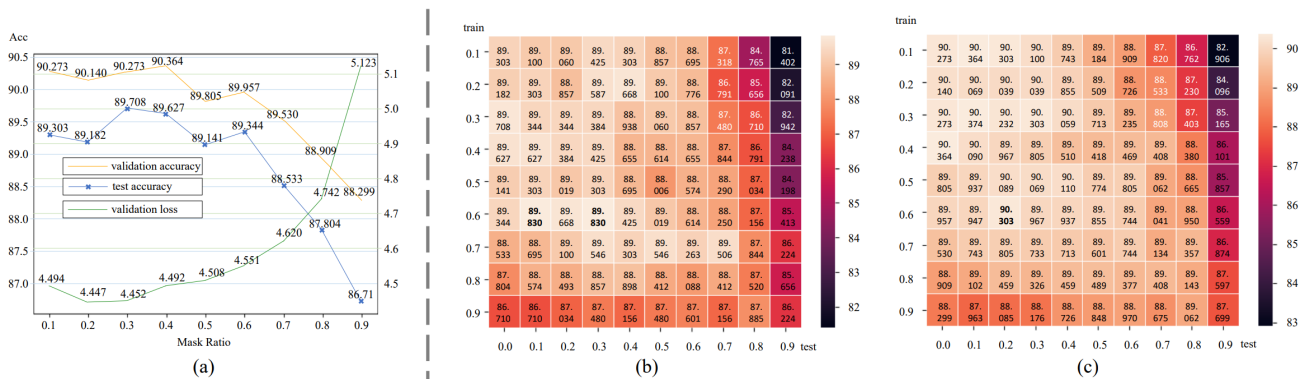 Acc
90.5
90.0
89.5
89.0
88.5
88.0
87.5
87.0
90.273 90.140 90.273 90.364 89.805 89.957 89.530 88.909 88.299
89.303 89.182 89.708 89.627 89.141 89.344 88.533 87.804 86.71
4.494 4.447 4.452 4.492 4.508 4.551 4.620 4.742 5.123
validation accuracy
test accuracy
validation loss
5.1
5.0
4.9
4.8
4.7
4.6
4.5
0.1 0.2 0.3 0.4 0.5 0.6 0.7 0.8 0.9
Mask Ratio
(a)
train
0.1 89. 89. 89. 89. 89. 88. 88. 87. 84. 81.
303 100 060 425 303 857 695 318 765 402
0.2 89. 89. 88. 89. 89. 89. 88. 86. 85. 82.
182 303 857 587 668 100 776 791 656 091
0.3 89. 89. 89. 89. 88. 89. 88. 87. 86. 82.
708 344 344 384 938 060 857 480 710 942
0.4 89. 89. 89. 89. 88. 88. 88. 87. 86. 84.
627 627 384 425 655 614 655 844 791 238
0.5 89. 89. 89. 89. 88. 88. 88. 88. 87. 84.
141 303 019 303 695 006 574 290 034 198
0.6 89. 89. 89. 89. 89. 89. 88. 88. 87. 85.
344 830 668 830 425 019 614 250 156 413
0.7 88. 88. 89. 89. 89. 89. 89. 89. 87. 86.
533 695 100 546 303 546 263 506 844 224
0.8 87. 88. 88. 88. 88. 88. 88. 88. 87. 85.
804 574 493 857 898 412 088 412 520 656
0.9 86. 86. 87. 87. 87. 87. 87. 87. 87. 86.
710 710 034 480 156 480 601 156 885 224
0.0 0.1 0.2 0.3 0.4 0.5 0.6 0.7 0.8 0.9 test
89
88
87
86
85
84
83
82
(b)
train
0.1 90. 90. 90. 90. 89. 89. 88. 87. 86. 82.
273 364 303 100 743 184 909 820 762 906
0.2 90. 90. 90. 90. 89. 89. 88. 88. 87. 84.
140 069 039 039 855 509 726 533 230 096
0.3 90. 90. 90. 90. 90. 89. 89. 88. 87. 85.
273 374 232 303 059 713 235 808 403 165
0.4 90. 90. 89. 89. 89. 89. 89. 89. 88. 86.
364 090 967 805 510 418 469 408 380 101
0.5 89. 89. 90. 90. 90. 89. 89. 89. 88. 85.
805 937 089 069 110 774 805 062 665 857
0.6 89. 89. 90. 89. 89. 89. 89. 89. 88. 86.
957 947 303 967 937 855 744 041 950 559
0.7 89. 89. 89. 89. 89. 89. 89. 89. 89. 86.
530 743 805 733 713 601 744 134 357 874
0.8 88. 89. 89. 89. 89. 89. 89. 89. 88. 87.
909 102 459 326 459 489 377 408 143 597
0.9 88. 87. 88. 88. 88. 88. 88. 88. 88. 87.
299 963 085 176 726 848 970 675 062 699
0.0 0.1 0.2 0.3 0.4 0.5 0.6 0.7 0.8 0.9 test
90
89
88
87
86
85
84
83
(c)